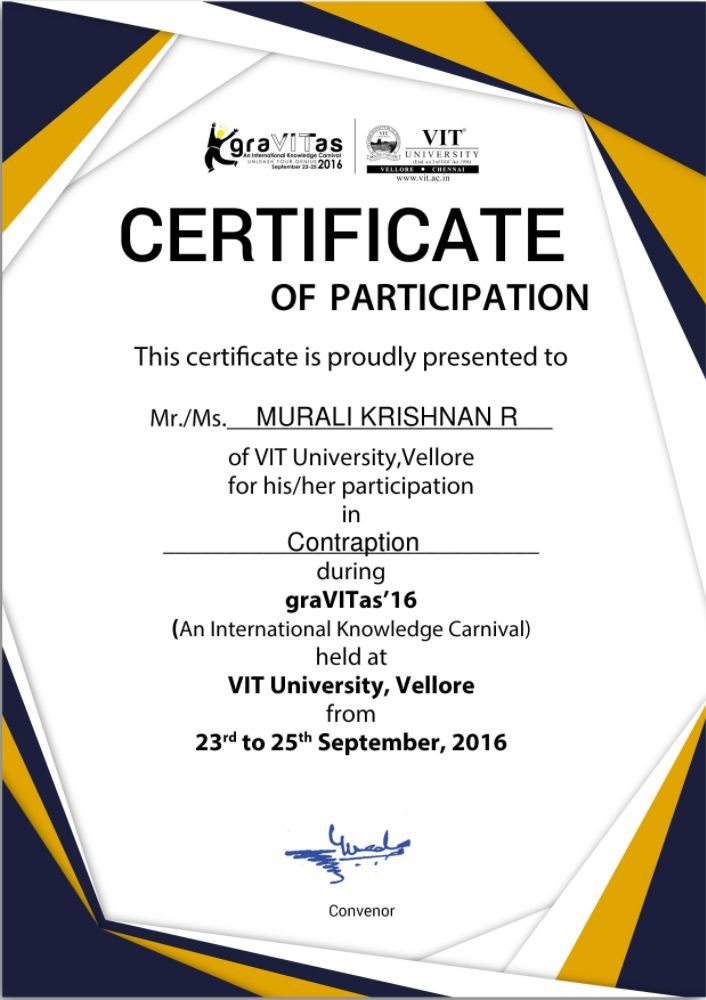 graVITas
An International Knowledge Carnival
UNLEASH YOUR GENIUS
September 23-25 2016
VIT®
UNIVERSITY
(Estd. u/s 3 of UGC Act 1956)
VELLORE • CHENNAI
www.vit.ac.in
CERTIFICATE
OF PARTICIPATION
This certificate is proudly presented to
Mr./Ms. MURALI KRISHNAN R
of VIT University,Vellore
for his/her participation
in
Contraption
during
graVITas’16
(An International Knowledge Carnival)
held at
VIT University, Vellore
from
23rd to 25th September, 2016
Convenor